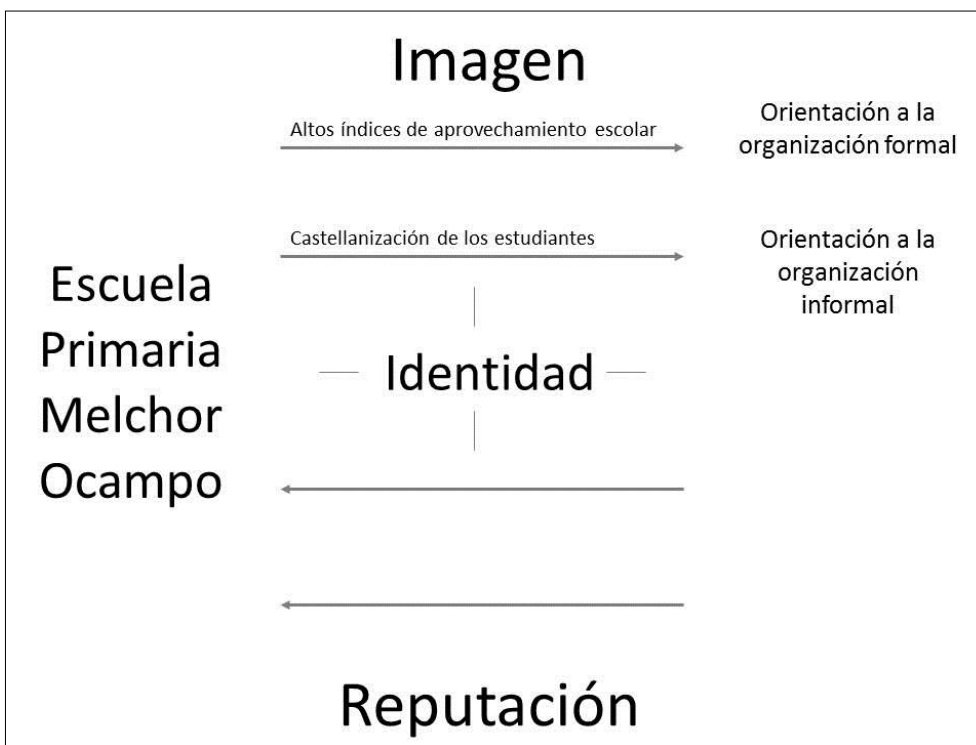 Imagen
Altos índices de aprovechamiento escolar
Orientación a la
organización formal
Castellanización de los estudiantes
Orientación a la
organización
informal
Escuela
Primaria
Melchor
Ocampo
Identidad
Reputación